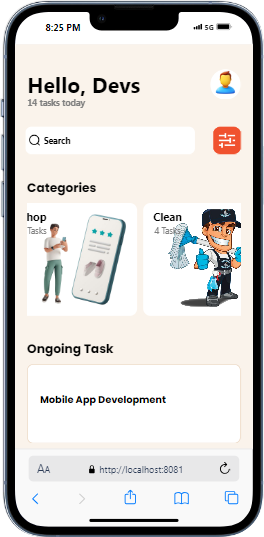 8:25 PM
5G
Hello, Devs
14 tasks today
Search
Categories
hop
Tasks
Clean
4 Tasks
Ongoing Task
Mobile App Development
AA
http://localhost:8081